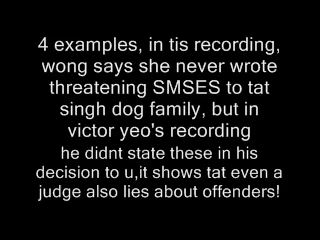 4 examples, in tis recording,
wong says she never wrote
threatening SMSES to tat
singh dog family, but in
victor yeo's recording
he didnt state these in his
decision to u,it shows tat even a
judge also lies about offenders!